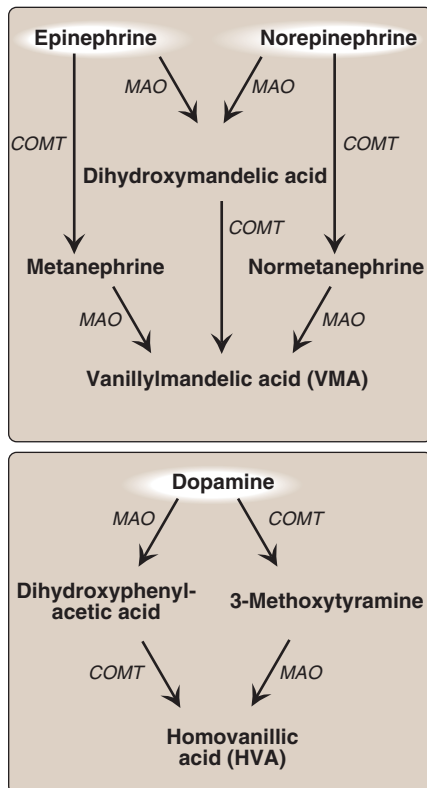 Epinephrine Norepinephrine
MAO MAO
COMT COMT
Dihydroxymandelic acid
COMT
Metanephrine Normetanephrine
MAO MAO
Vanillylmandelic acid (VMA)
Dopamine
MAO COMT
Dihydroxyphenyl-
acetic acid
3-Methoxytyramine
COMT MAO
Homovanillic
acid (HVA)